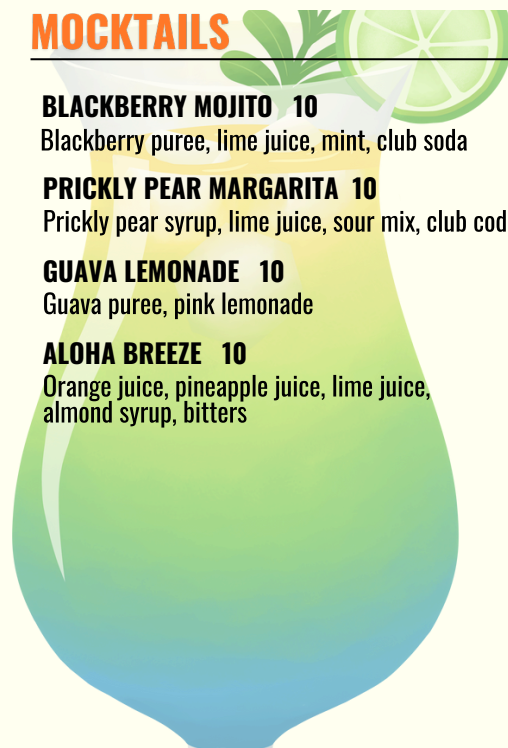 MOCKTAILS
BLACKBERRY MOJITO 10
Blackberry puree, lime juice, mint, club soda
PRICKLY PEAR MARGARITA 10
Prickly pear syrup, lime juice, sour mix, club cod
GUAVA LEMONADE 10
Guava puree, pink lemonade
ALOHA BREEZE 10
Orange juice, pineapple juice, lime juice,
almond syrup, bitters